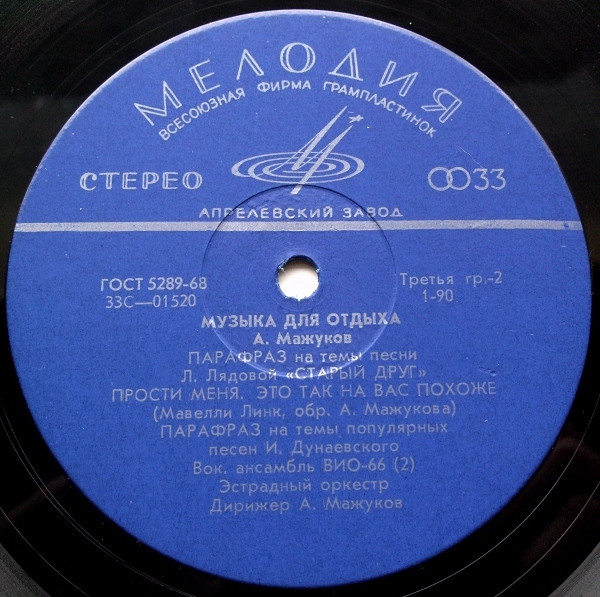 МЕЛОДИЯ
ВСЕСОЮЗНАЯ ФИРМА ГРАМПЛАСТИНОК
СТЕРЕО
33
АПРЕЛЕВСКИЙ ЗАВОД
ГОСТ 5289-68
33С—01520
Третья гр.-2
1-90
МУЗЫКА ДЛЯ ОТДЫХА
А. Мажуков
ПАРАФРАЗ на темы песни
Л. Лядовой «СТАРЫЙ ДРУГ»
ПРОСТИ МЕНЯ. ЭТО ТАК НА ВАС ПОХОЖЕ
(Мавелли Линк, обр. А. Мажукова)
ПАРАФРАЗ на темы популярных
песен И. Дунаевского
Вок. ансамбль ВИО-66 (2)
Эстрадный оркестр
Дирижер А. Мажуков